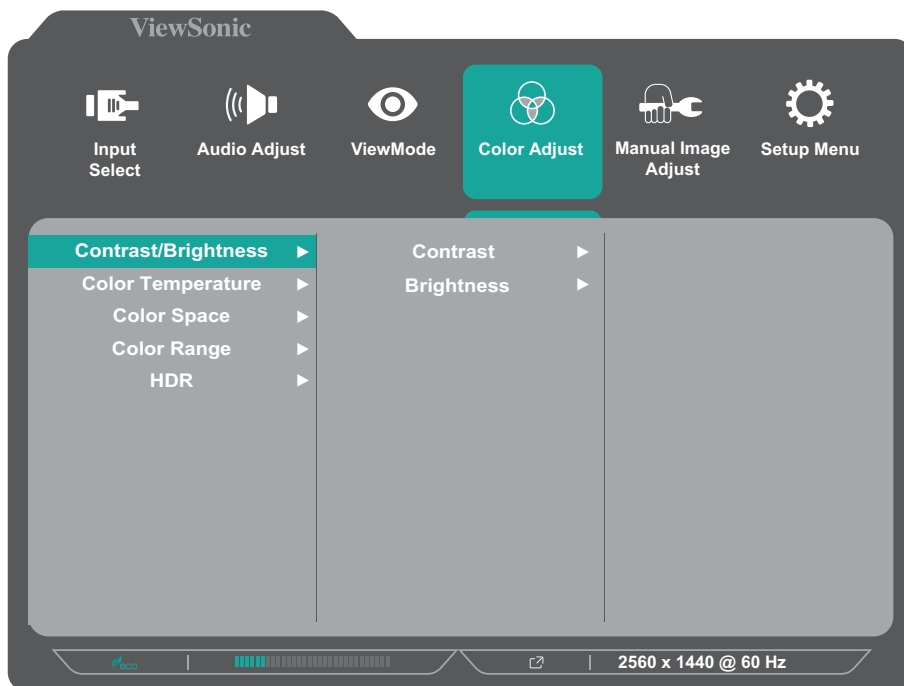 ViewSonic
Input
Select
Audio Adjust
ViewMode
Color Adjust
Manual Image
Adjust
Setup Menu
Contrast/Brightness
Color Temperature
Color Space
Color Range
HDR
Contrast
Brightness
eco
2560 x 1440 @ 60 Hz